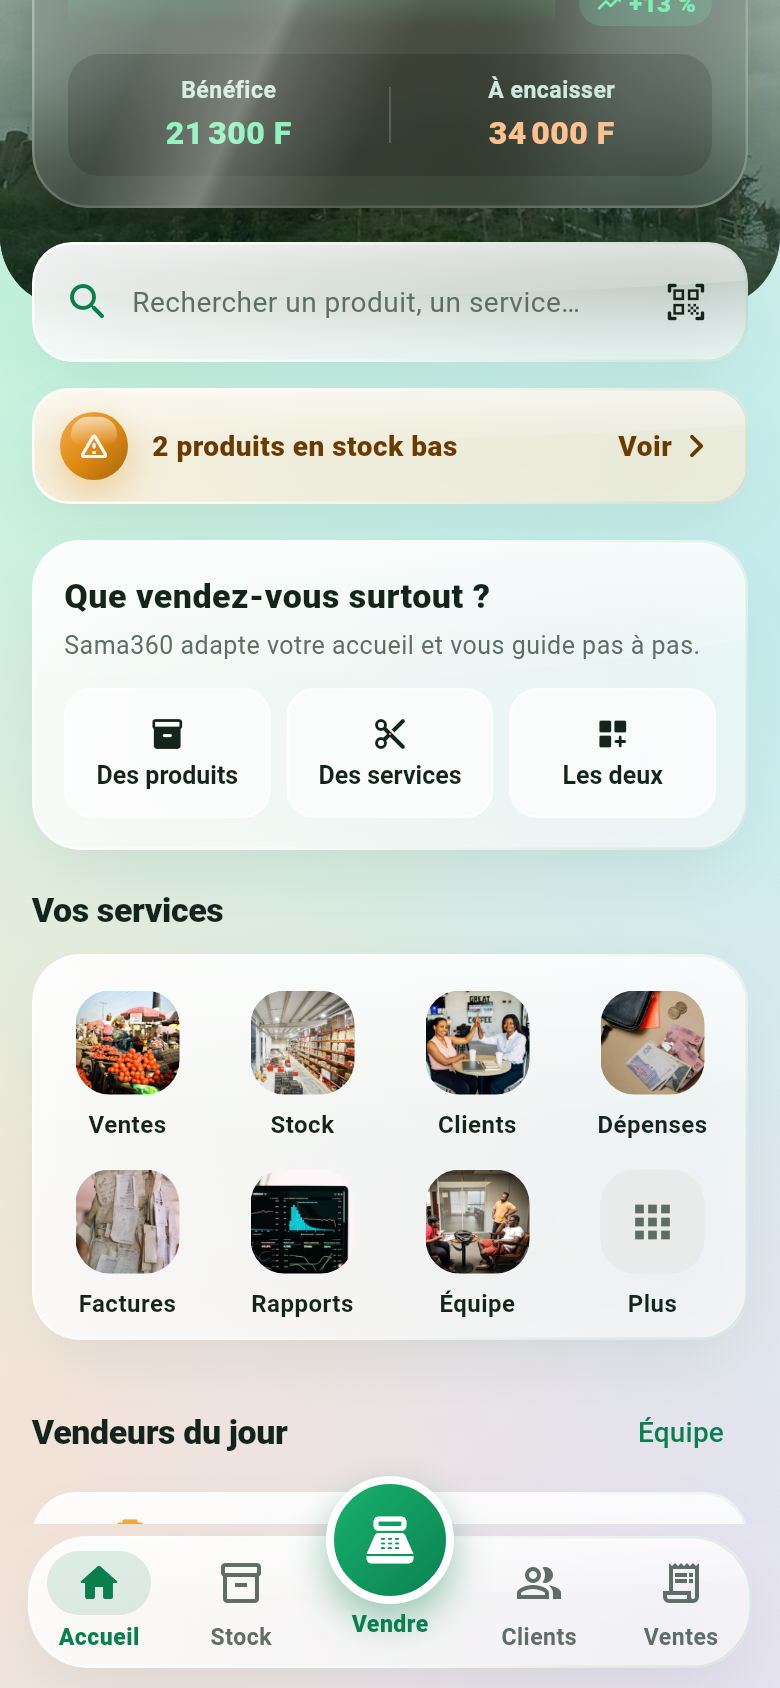 +13 %
Bénéfice
À encaisser
21 300 F
34 000 F
Rechercher un produit, un service…
2 produits en stock bas
Voir
Que vendez-vous surtout ?
Sama360 adapte votre accueil et vous guide pas à pas.
Des produits
Des services
Les deux
Vos services
GREAT
COFFEE
Ventes
Stock
Clients
Dépenses
Factures
Rapports
Équipe
Plus
Vendeurs du jour
Équipe
Accueil
Stock
Vendre
Clients
Ventes